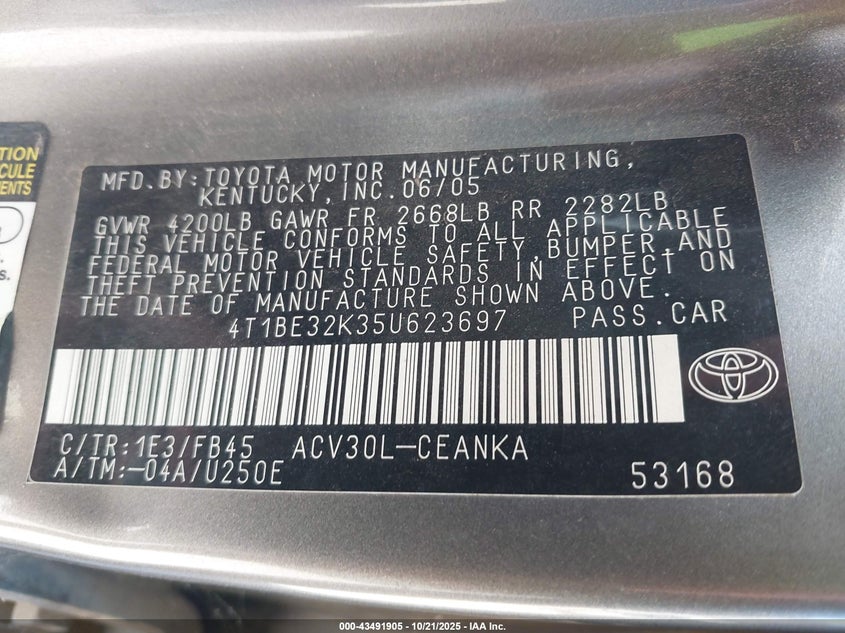 TION
CULE
ENTS
s.
MFD.BY:TOYOTA MOTOR MANUFACTURING,
KENTUCKY,INC.06/05
GVWR 4200LB GAWR FR 2668LB RR 2282LB
THIS VEHICLE CONFORMS TO ALL APPLICABLE
FEDERAL MOTOR VEHICLE SAFETY,BUMPER,AND
THEFT PREVENTION STANDARDS IN EFFECT ON
THE DATE OF MANUFACTURE SHOWN ABOVE.
4T1BE32K35U623697 PASS.CAR
C/TR:1E3/FB45 ACV30L-CEANKA
A/TM:-04A/U250E 53168
000-43491905 - 10/21/2025 - IAA Inc.